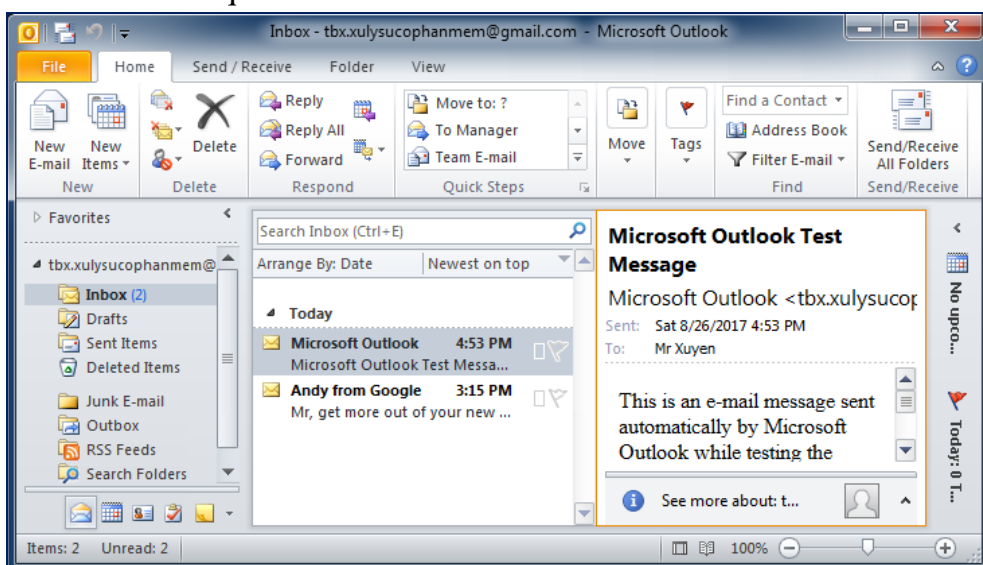 Inbox - tbx.xulysucophanmem@gmail.com - Microsoft Outlook
File Home Send / Receive Folder View
New E-mail
New Items
Delete
Reply
Reply All
Forward
Move to: ?
To Manager
Team E-mail
Move
Tags
Find a Contact
Address Book
Filter E-mail
Send/Receive
All Folders
New Delete Respond Quick Steps Find Send/Receive
Favorites
tbx.xulysucophanmem@
Inbox (2)
Drafts
Sent Items
Deleted Items
Junk E-mail
Outbox
RSS Feeds
Search Folders
Search Inbox (Ctrl+E)
Arrange By: Date Newest on top
Today
Microsoft Outlook 4:53 PM
Microsoft Outlook Test Messa...
Andy from Google 3:15 PM
Mr, get more out of your new ...
Microsoft Outlook Test
Message
Microsoft Outlook <tbx.xulysucop
Sent: Sat 8/26/2017 4:53 PM
To: Mr Xuyen
This is an e-mail message sent
automatically by Microsoft
Outlook while testing the
See more about: t...
No upco...
Today: 0 T...
Items: 2 Unread: 2 100%